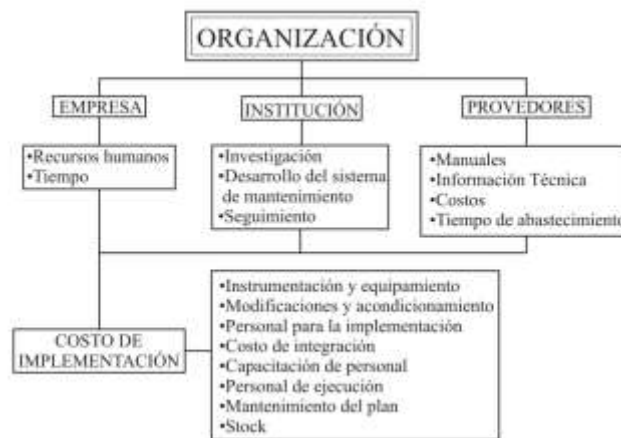 ORGANIZACIÓN
EMPRESA
INSTITUCIÓN
PROVEDORES
•Recursos humanos
•Tiempo
•Investigación
•Desarrollo del sistema
de mantenimiento
•Seguimiento
•Manuales
•Información Técnica
•Costos
•Tiempo de abastecimiento
COSTO DE
IMPLEMENTACIÓN
•Instrumentación y equipamiento
•Modificaciones y acondicionamiento
•Personal para la implementación
•Costo de integración
•Capacitación de personal
•Personal de ejecución
•Mantenimiento del plan
•Stock